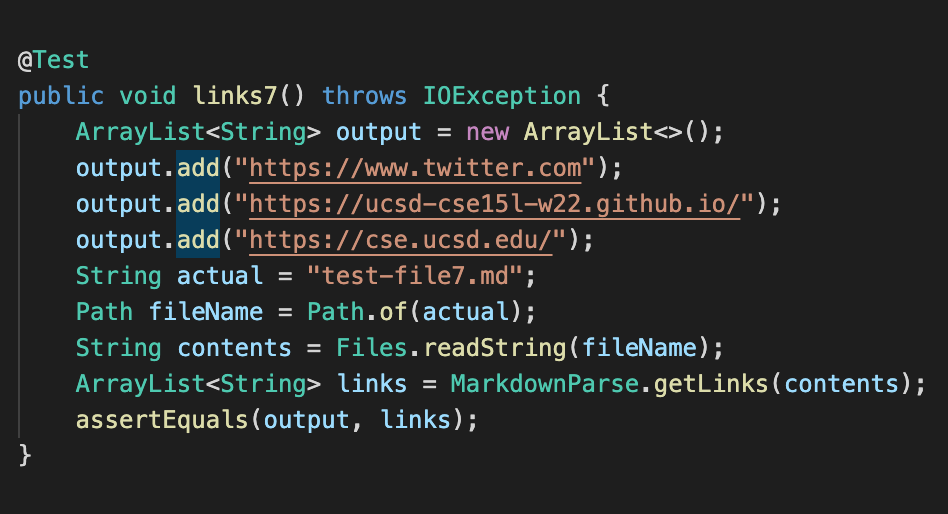 @Test
public void links7() throws IOException {
    ArrayList<String> output = new ArrayList<>();
    output.add("https://www.twitter.com");
    output.add("https://ucsd-cse15l-w22.github.io/");
    output.add("https://cse.ucsd.edu/");
    String actual = "test-file7.md";
    Path fileName = Path.of(actual);
    String contents = Files.readString(fileName);
    ArrayList<String> links = MarkdownParse.getLinks(contents);
    assertEquals(output, links);
}